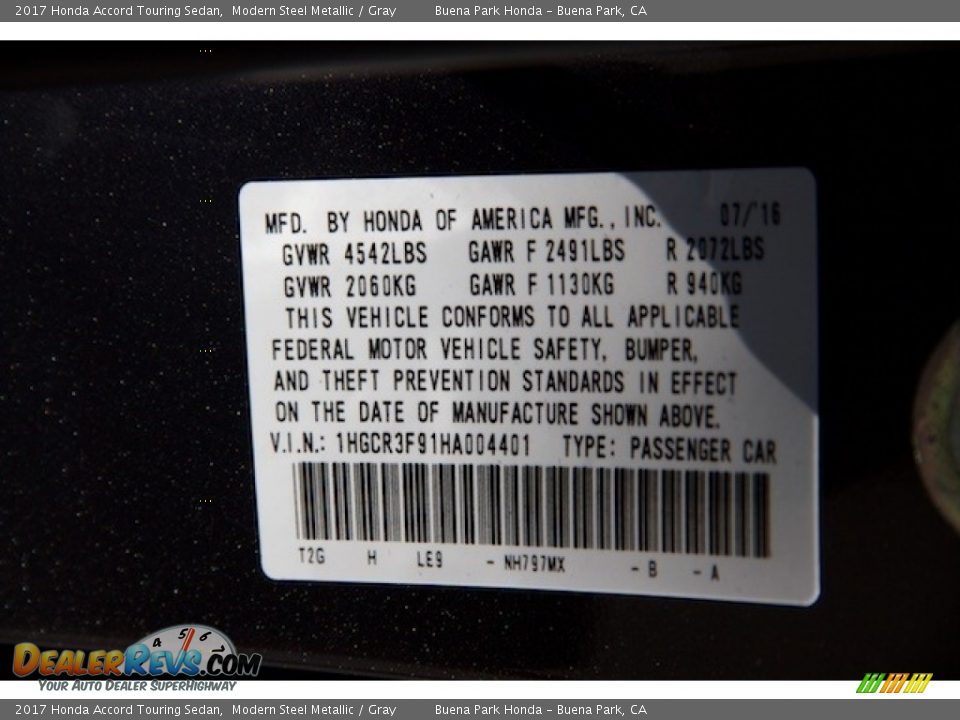 2017 Honda Accord Touring Sedan, Modern Steel Metallic / Gray Buena Park Honda - Buena Park, CA
MFD. BY HONDA OF AMERICA MFG., INC. 07/'16
GVWR 4542LBS GAWR F 2491LBS R 2072LBS
GVWR 2060KG GAWR F 1130KG R 940KG
THIS VEHICLE CONFORMS TO ALL APPLICABLE
FEDERAL MOTOR VEHICLE SAFETY, BUMPER,
AND THEFT PREVENTION STANDARDS IN EFFECT
ON THE DATE OF MANUFACTURE SHOWN ABOVE.
V.I.N.: 1HGCR3F91HA004401 TYPE: PASSENGER CAR
T2G H LE9 - NH797MX - B - A
4 5 6
DEALERREVS.COM
YOUR AUTO DEALER SUPERHIGHWAY
2017 Honda Accord Touring Sedan, Modern Steel Metallic / Gray Buena Park Honda - Buena Park, CA